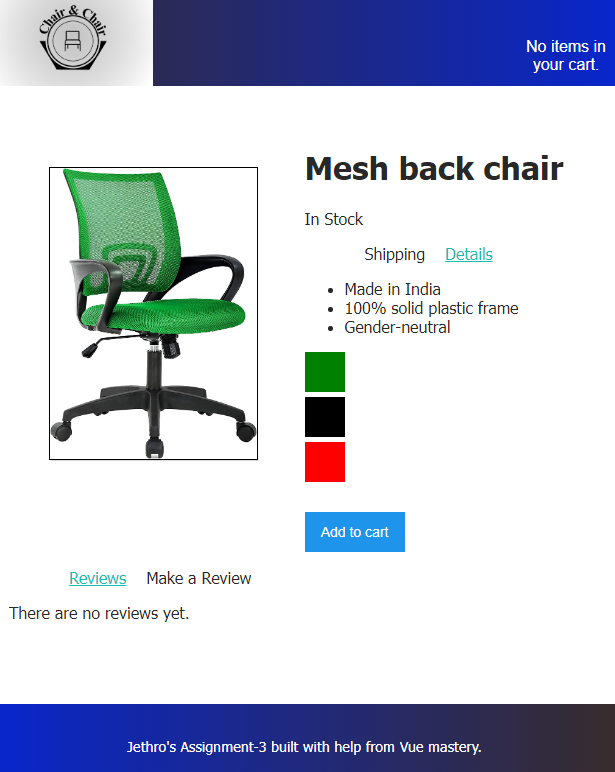 Chair & Chair
No items in
your cart.
Mesh back chair
In Stock
Shipping Details
Made in India
100% solid plastic frame
Gender-neutral
Add to cart
Reviews Make a Review
There are no reviews yet.
Jethro's Assignment-3 built with help from Vue mastery.